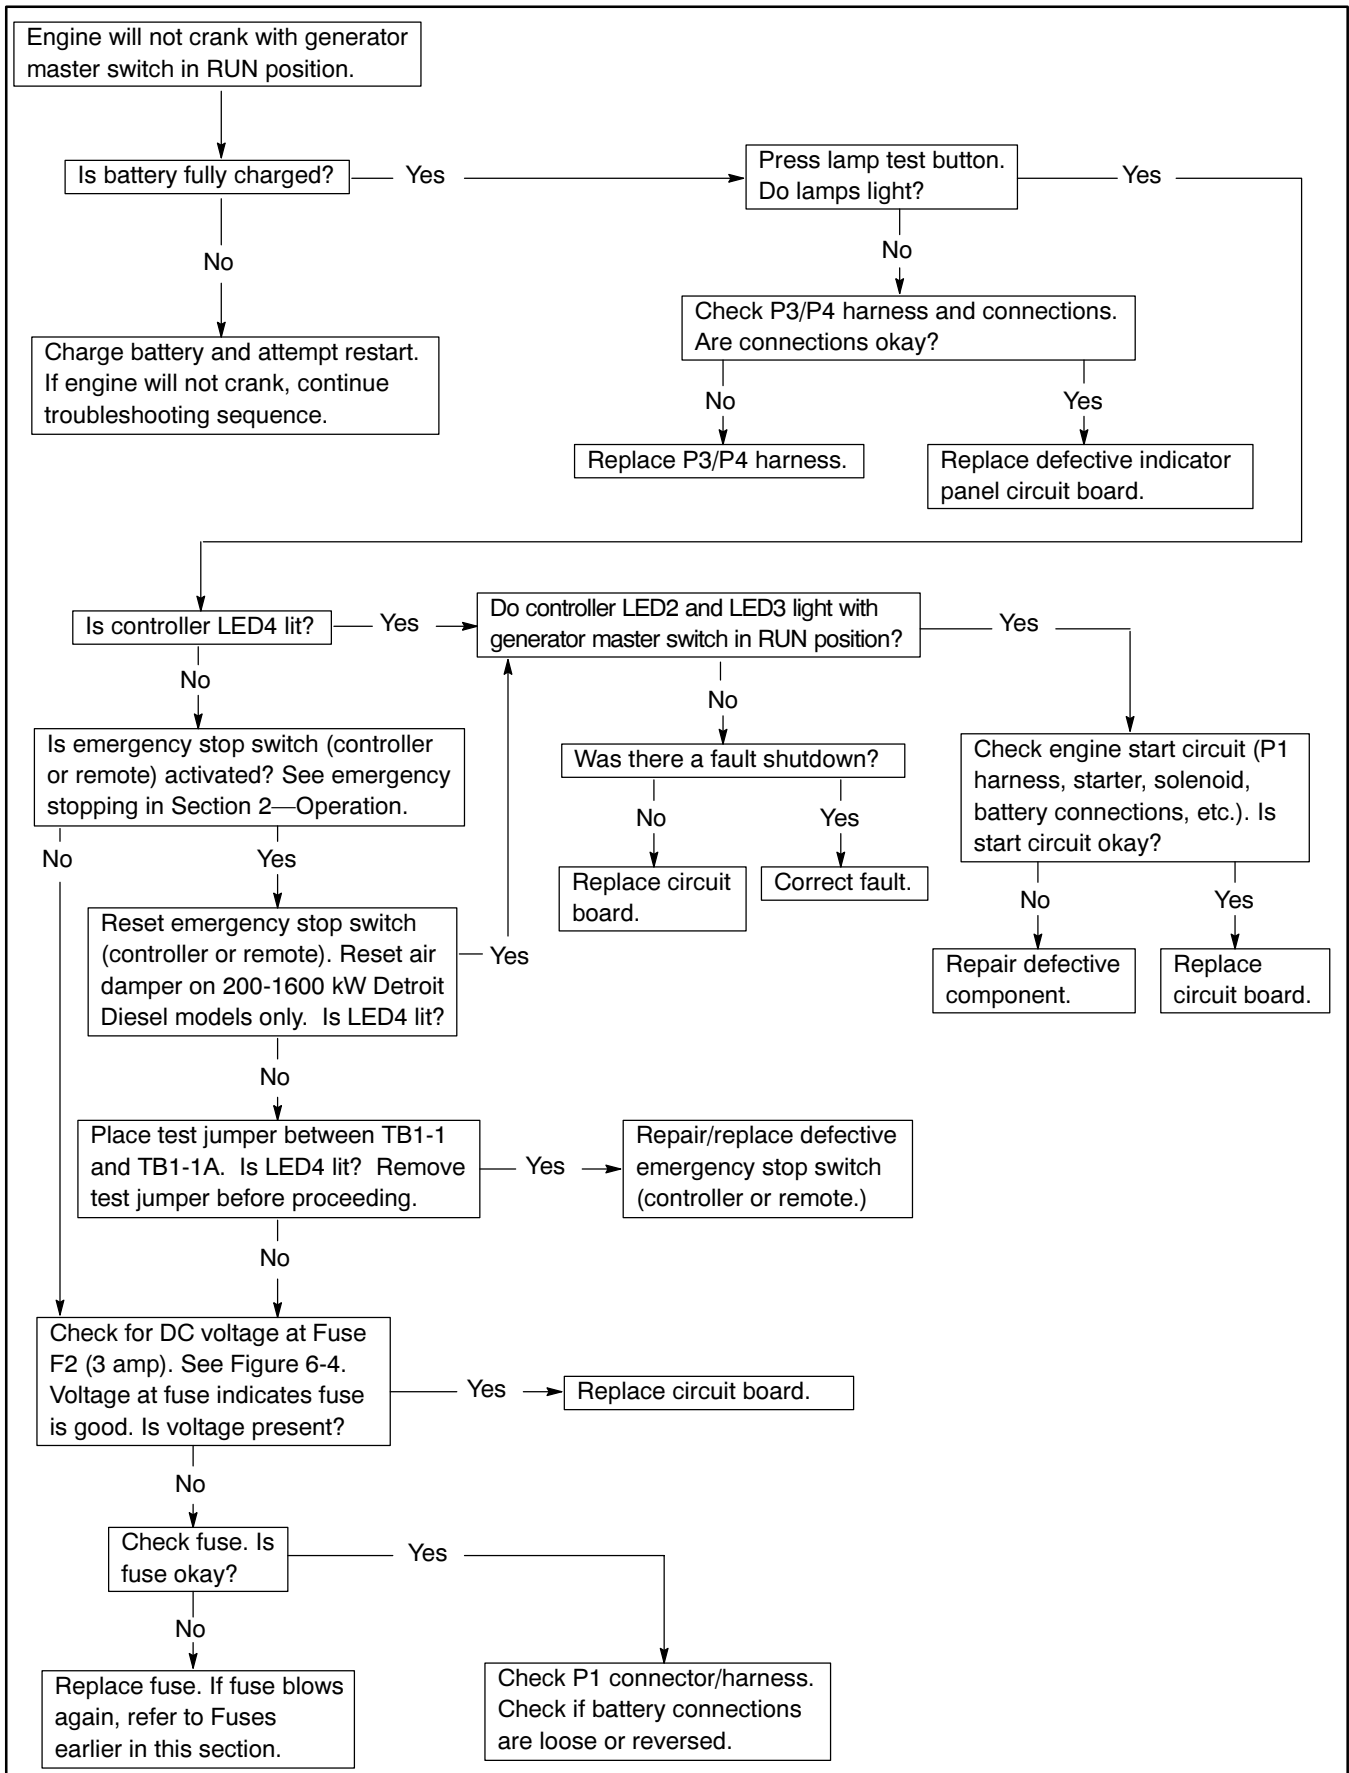 Engine will not crank with generator
master switch in RUN position.
Is battery fully charged?
Yes
Press lamp test button.
Do lamps light?
Yes
No
No
Charge battery and attempt restart.
If engine will not crank, continue
troubleshooting sequence.
Check P3/P4 harness and connections.
Are connections okay?
No
Yes
Replace P3/P4 harness.
Replace defective indicator
panel circuit board.
Is controller LED4 lit?
Yes
Do controller LED2 and LED3 light with
generator master switch in RUN position?
Yes
No
No
Is emergency stop switch (controller
or remote) activated? See emergency
stopping in Section 2—Operation.
Was there a fault shutdown?
Check engine start circuit (P1
harness, starter, solenoid,
battery connections, etc.). Is
start circuit okay?
No
Yes
No
Yes
Replace circuit
board.
Correct fault.
No
Yes
Reset emergency stop switch
(controller or remote). Reset air
damper on 200-1600 kW Detroit
Diesel models only. Is LED4 lit?
Yes
Repair defective
component.
Replace
circuit board.
No
Place test jumper between TB1-1
and TB1-1A. Is LED4 lit? Remove
test jumper before proceeding.
Yes
Repair/replace defective
emergency stop switch
(controller or remote.)
No
Check for DC voltage at Fuse
F2 (3 amp). See Figure 6-4.
Voltage at fuse indicates fuse
is good. Is voltage present?
Yes
Replace circuit board.
No
Check fuse. Is
fuse okay?
Yes
No
Replace fuse. If fuse blows
again, refer to Fuses
earlier in this section.
Check P1 connector/harness.
Check if battery connections
are loose or reversed.